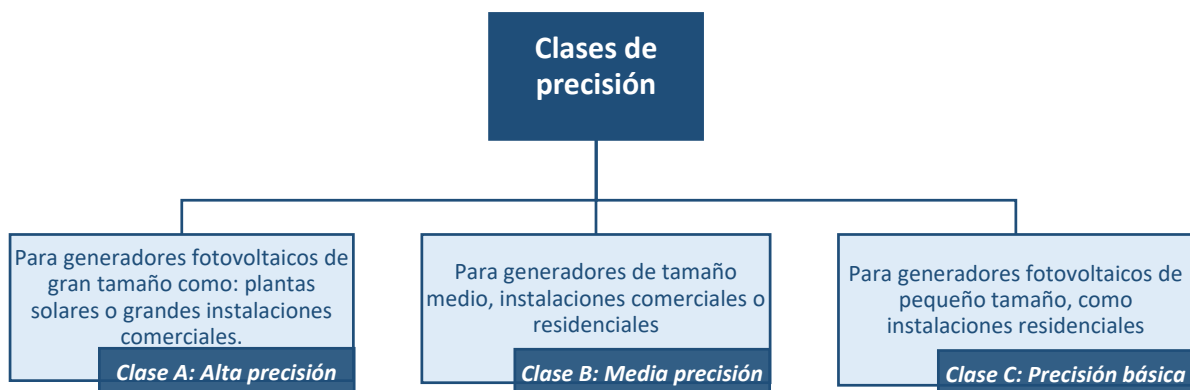 Clases de
precisión
Para generadores fotovoltaicos de
gran tamaño como: plantas
solares o grandes instalaciones
comerciales.
Clase A: Alta precisión
Para generadores de tamaño
medio, instalaciones comerciales o
residenciales
Clase B: Media precisión
Para generadores fotovoltaicos de
pequeño tamaño, como
instalaciones residenciales
Clase C: Precisión básica